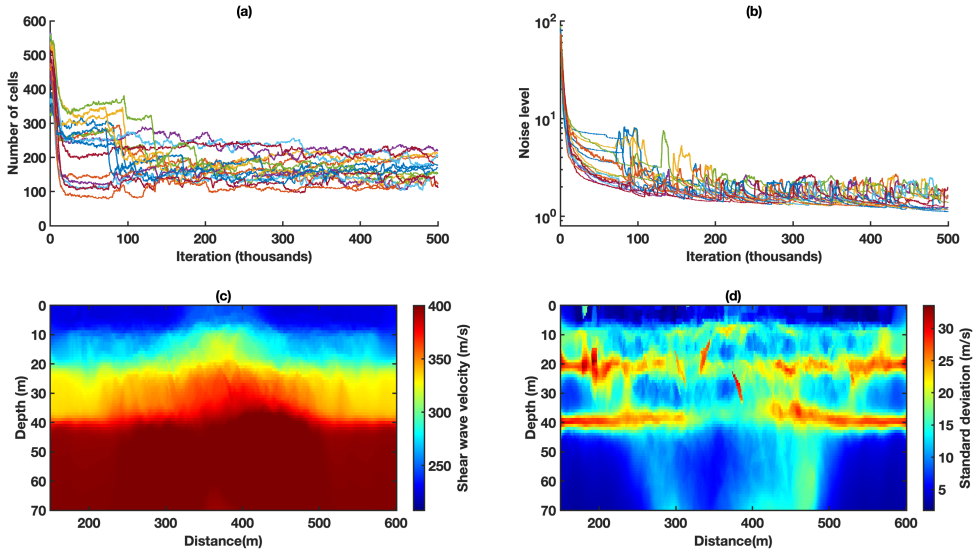 (a)
600
500
400
300
200
100
0
Number of cells
0 100 200 300 400 500
Iteration (thousands)
(b)
10^2
10^1
10^0
Noise level
0 100 200 300 400 500
Iteration (thousands)
(c)
0
10
20
30
40
50
60
70
Depth (m)
200 300 400 500 600
Distance(m)
400
350
300
250
Shear wave velocity (m/s)
(d)
0
10
20
30
40
50
60
70
Depth (m)
200 300 400 500 600
Distance(m)
30
25
20
15
10
5
Standard deviation (m/s)